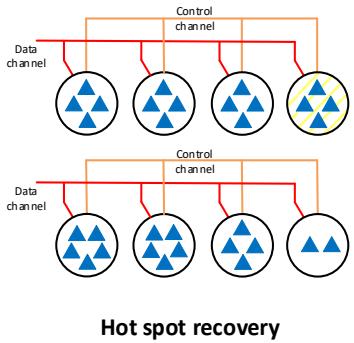 Control
channel
Data
channel
Control
channel
Data
channel
Hot spot recovery